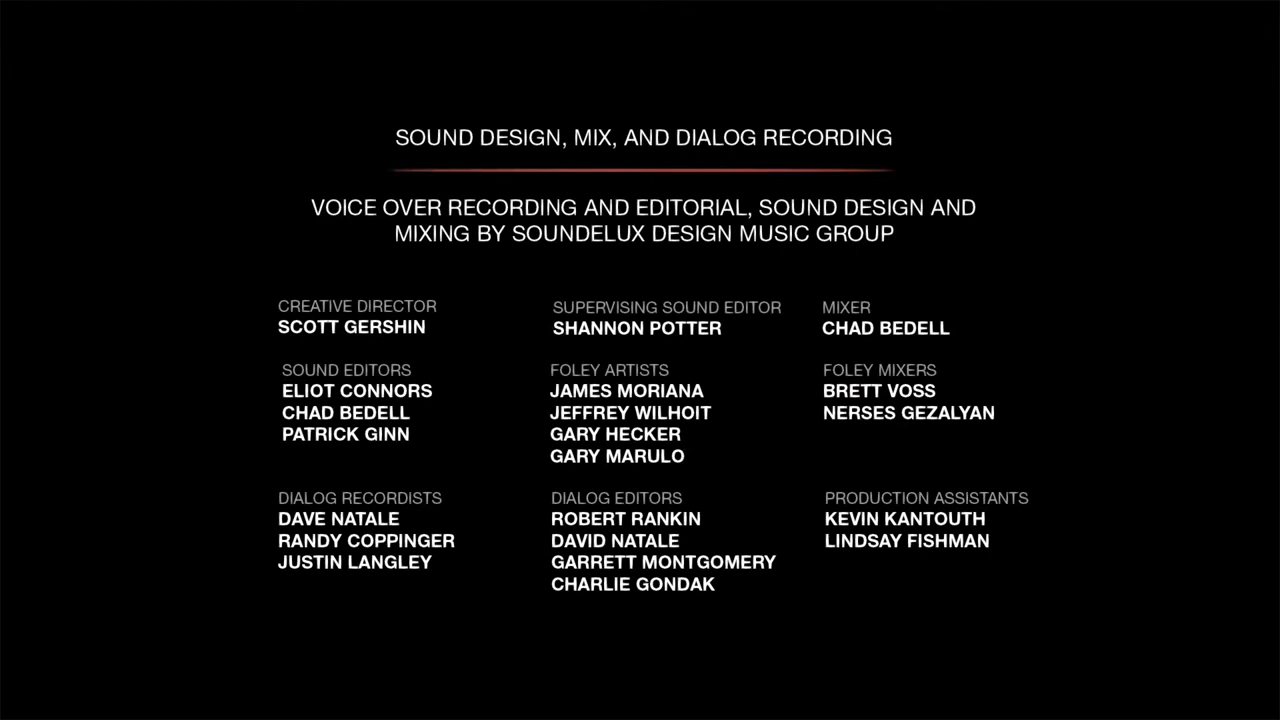 SOUND DESIGN, MIX, AND DIALOG RECORDING
VOICE OVER RECORDING AND EDITORIAL, SOUND DESIGN AND
MIXING BY SOUNDELUX DESIGN MUSIC GROUP
CREATIVE DIRECTOR
SCOTT GERSHIN
SUPERVISING SOUND EDITOR
SHANNON POTTER
MIXER
CHAD BEDELL
SOUND EDITORS
ELIOT CONNORS
CHAD BEDELL
PATRICK GINN
FOLEY ARTISTS
JAMES MORIANA
JEFFREY WILHOIT
GARY HECKER
GARY MARULO
FOLEY MIXERS
BRETT VOSS
NERSES GEZALYAN
DIALOG RECORDISTS
DAVE NATALE
RANDY COPPINGER
JUSTIN LANGLEY
DIALOG EDITORS
ROBERT RANKIN
DAVID NATALE
GARRETT MONTGOMERY
CHARLIE GONDAK
PRODUCTION ASSISTANTS
KEVIN KANTOUTH
LINDSAY FISHMAN